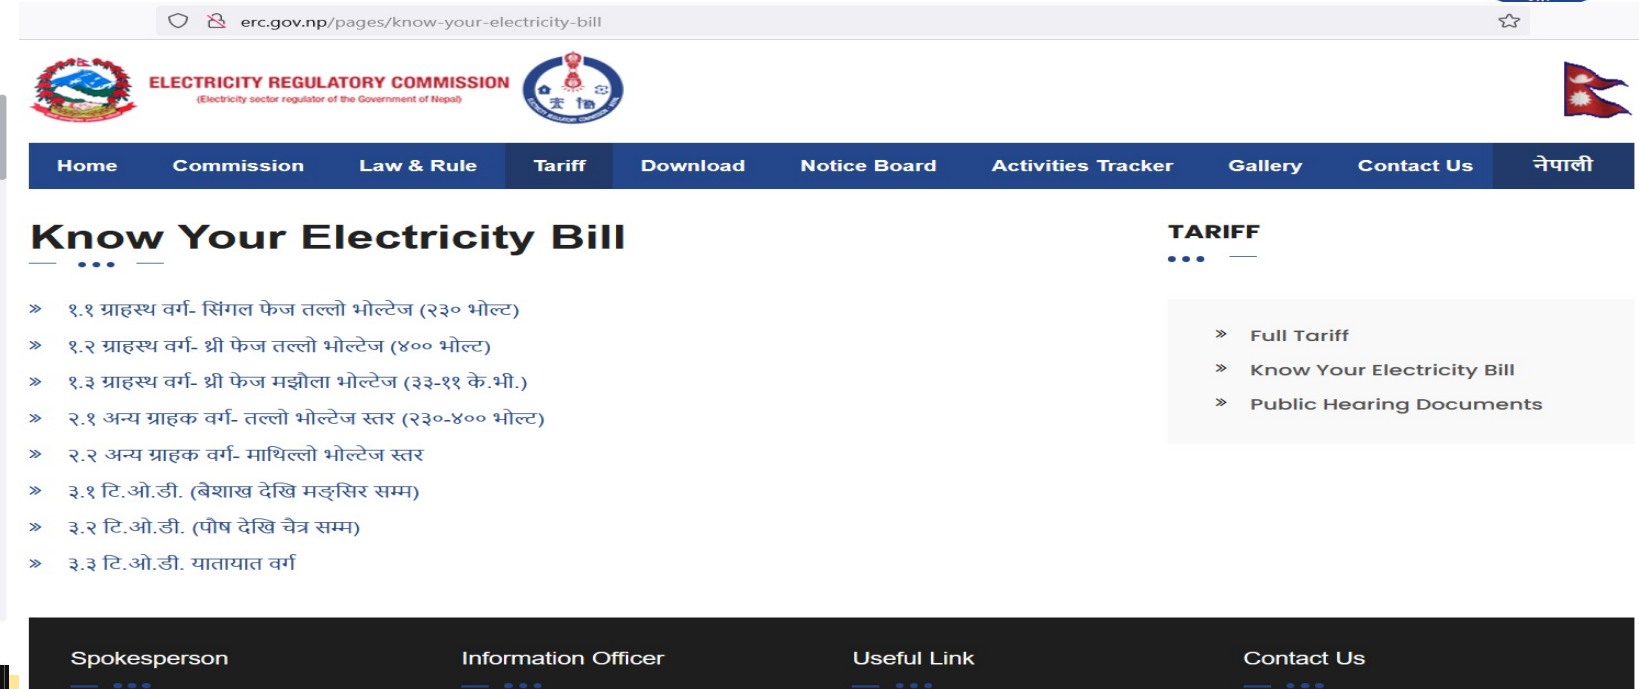 erc.gov.np/pages/know-your-electricity-bill
ELECTRICITY REGULATORY COMMISSION
(Electricity sector regulator of the Government of Nepal)
Home Commission Law & Rule Tariff Download Notice Board Activities Tracker Gallery Contact Us नेपाली
Know Your Electricity Bill
१.१ ग्राहस्थ वर्ग- सिंगल फेज तल्लो भोल्टेज (२३० भोल्ट)
१.२ ग्राहस्थ वर्ग- थ्री फेज तल्लो भोल्टेज (४०० भोल्ट)
१.३ ग्राहस्थ वर्ग- थ्री फेज मझौला भोल्टेज (३३-११ के.भी.)
२.१ अन्य ग्राहक वर्ग- तल्लो भोल्टेज स्तर (२३०-४०० भोल्ट)
२.२ अन्य ग्राहक वर्ग- माथिल्लो भोल्टेज स्तर
३.१ टि.ओ.डी. (बैशाख देखि मङ्सिर सम्म)
३.२ टि.ओ.डी. (पौष देखि चैत्र सम्म)
३.३ टि.ओ.डी. यातायात वर्ग
TARIFF
Full Tariff
Know Your Electricity Bill
Public Hearing Documents
Spokesperson Information Officer Useful Link Contact Us